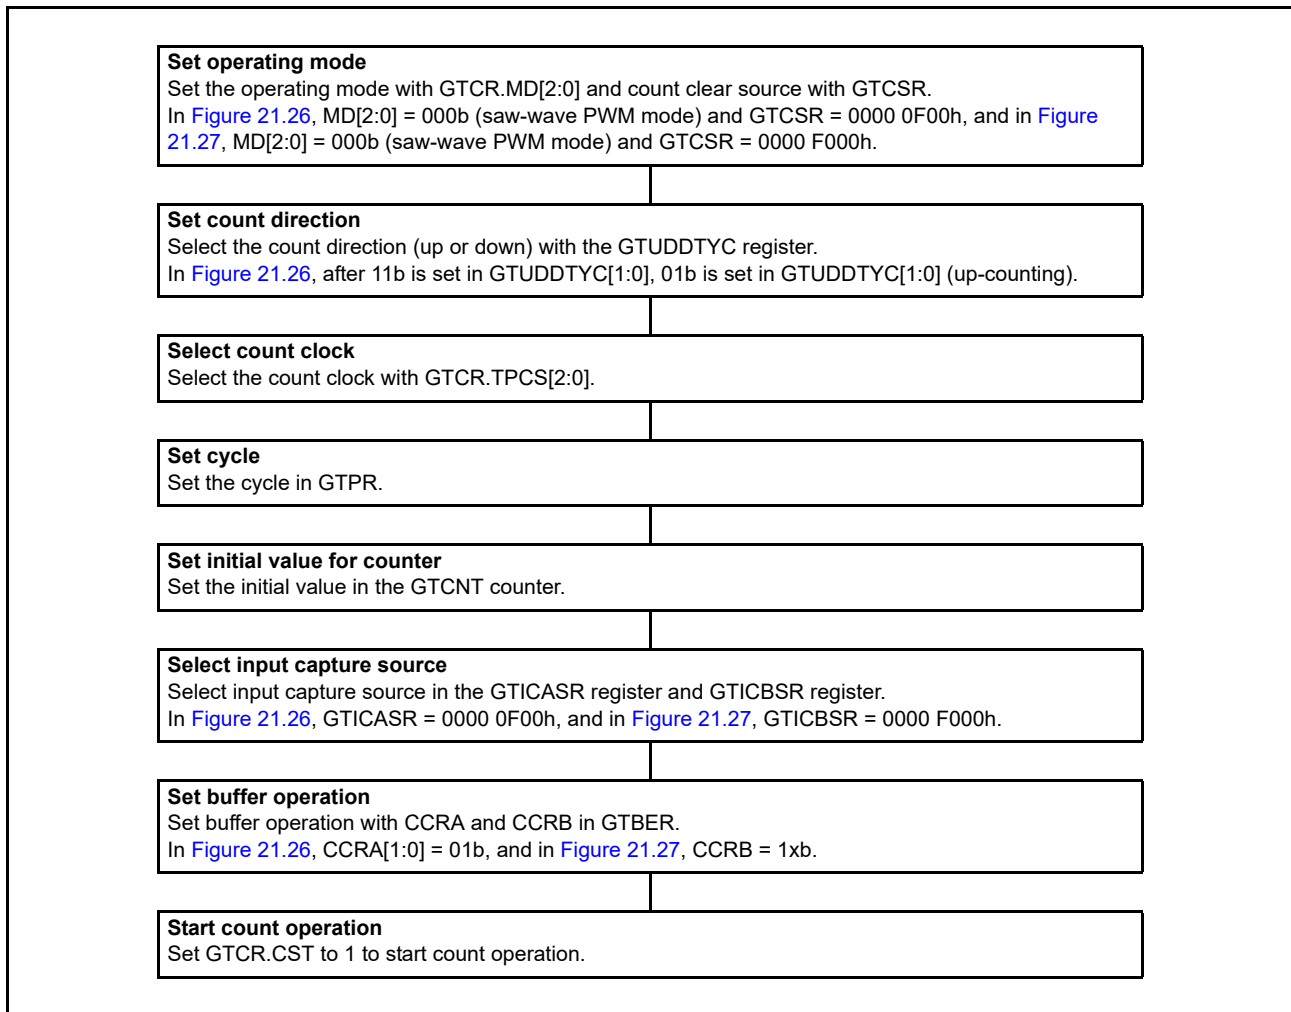 Set operating mode
Set the operating mode with GTCR.MD[2:0] and count clear source with GTCSR.
In Figure 21.26, MD[2:0] = 000b (saw-wave PWM mode) and GTCSR = 0000 0F00h, and in Figure
21.27, MD[2:0] = 000b (saw-wave PWM mode) and GTCSR = 0000 F000h.
Set count direction
Select the count direction (up or down) with the GTUDDTYC register.
In Figure 21.26, after 11b is set in GTUDDTYC[1:0], 01b is set in GTUDDTYC[1:0] (up-counting).
Select count clock
Select the count clock with GTCR.TPCS[2:0].
Set cycle
Set the cycle in GTPR.
Set initial value for counter
Set the initial value in the GTCNT counter.
Select input capture source
Select input capture source in the GTICASR register and GTICBSR register.
In Figure 21.26, GTICASR = 0000 0F00h, and in Figure 21.27, GTICBSR = 0000 F000h.
Set buffer operation
Set buffer operation with CCRA and CCRB in GTBER.
In Figure 21.26, CCRA[1:0] = 01b, and in Figure 21.27, CCRB = 1xb.
Start count operation
Set GTCR.CST to 1 to start count operation.